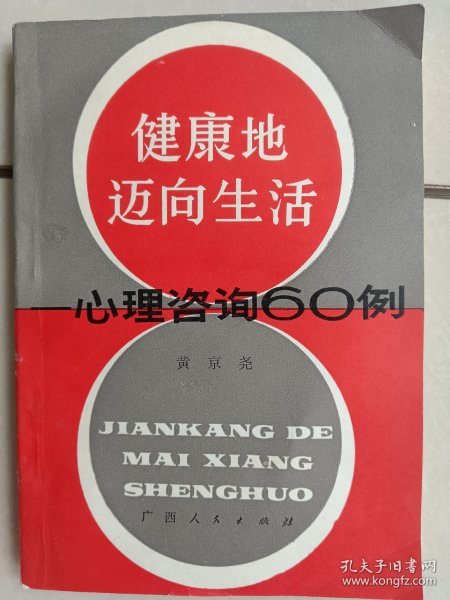 健康地
迈向生活
—心理咨询60例
黄京尧
JIANKANG DE
MAI XIANG
SHENGHUO
广西人民出版社
孔夫子旧书网
www.kongfz.com